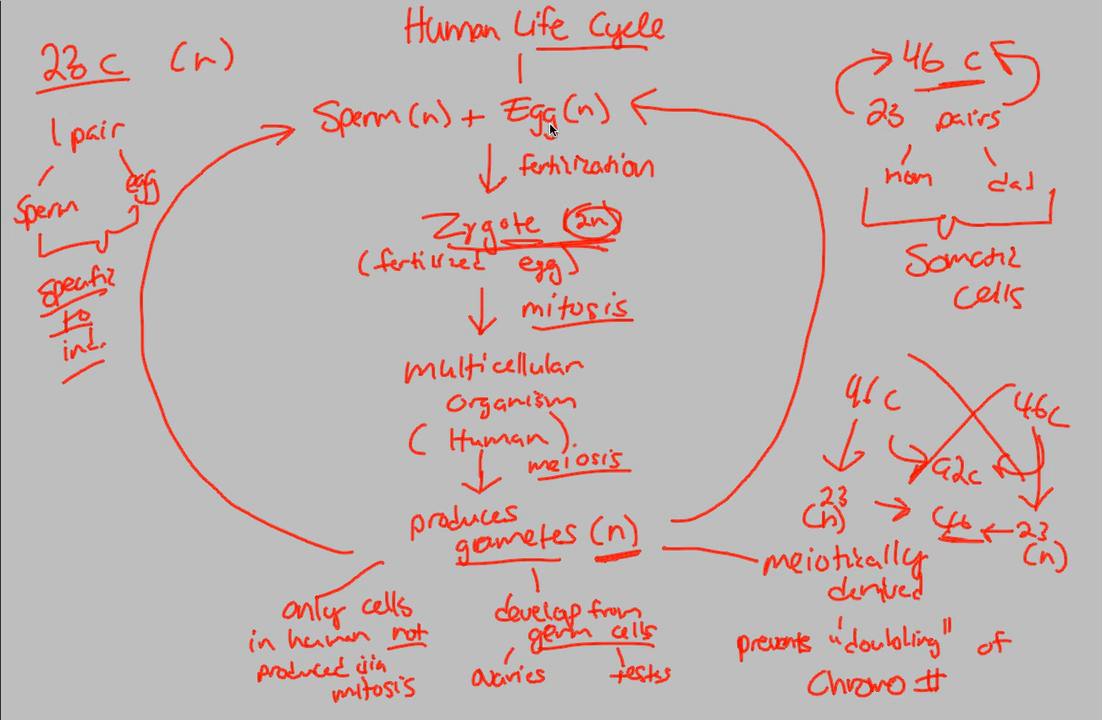 Human Life Cycle
23 c (n)
1 pair
sperm egg
specific
to
ind.
Sperm (n) + Egg (n)
fertilization
Zygote 2n
(fertilized egg)
mitosis
multicellular
organism
(Human)
meiosis
produces
gametes (n)
only cells
in human not
produced via
mitosis
develop from
germ cells
ovaries testes
46 c
23 pairs
mom dad
Somatic
cells
46 c 46c
92c
23 46 23
(n) (n)
meiotically
derived
prevents "doubling" of
Chromo #